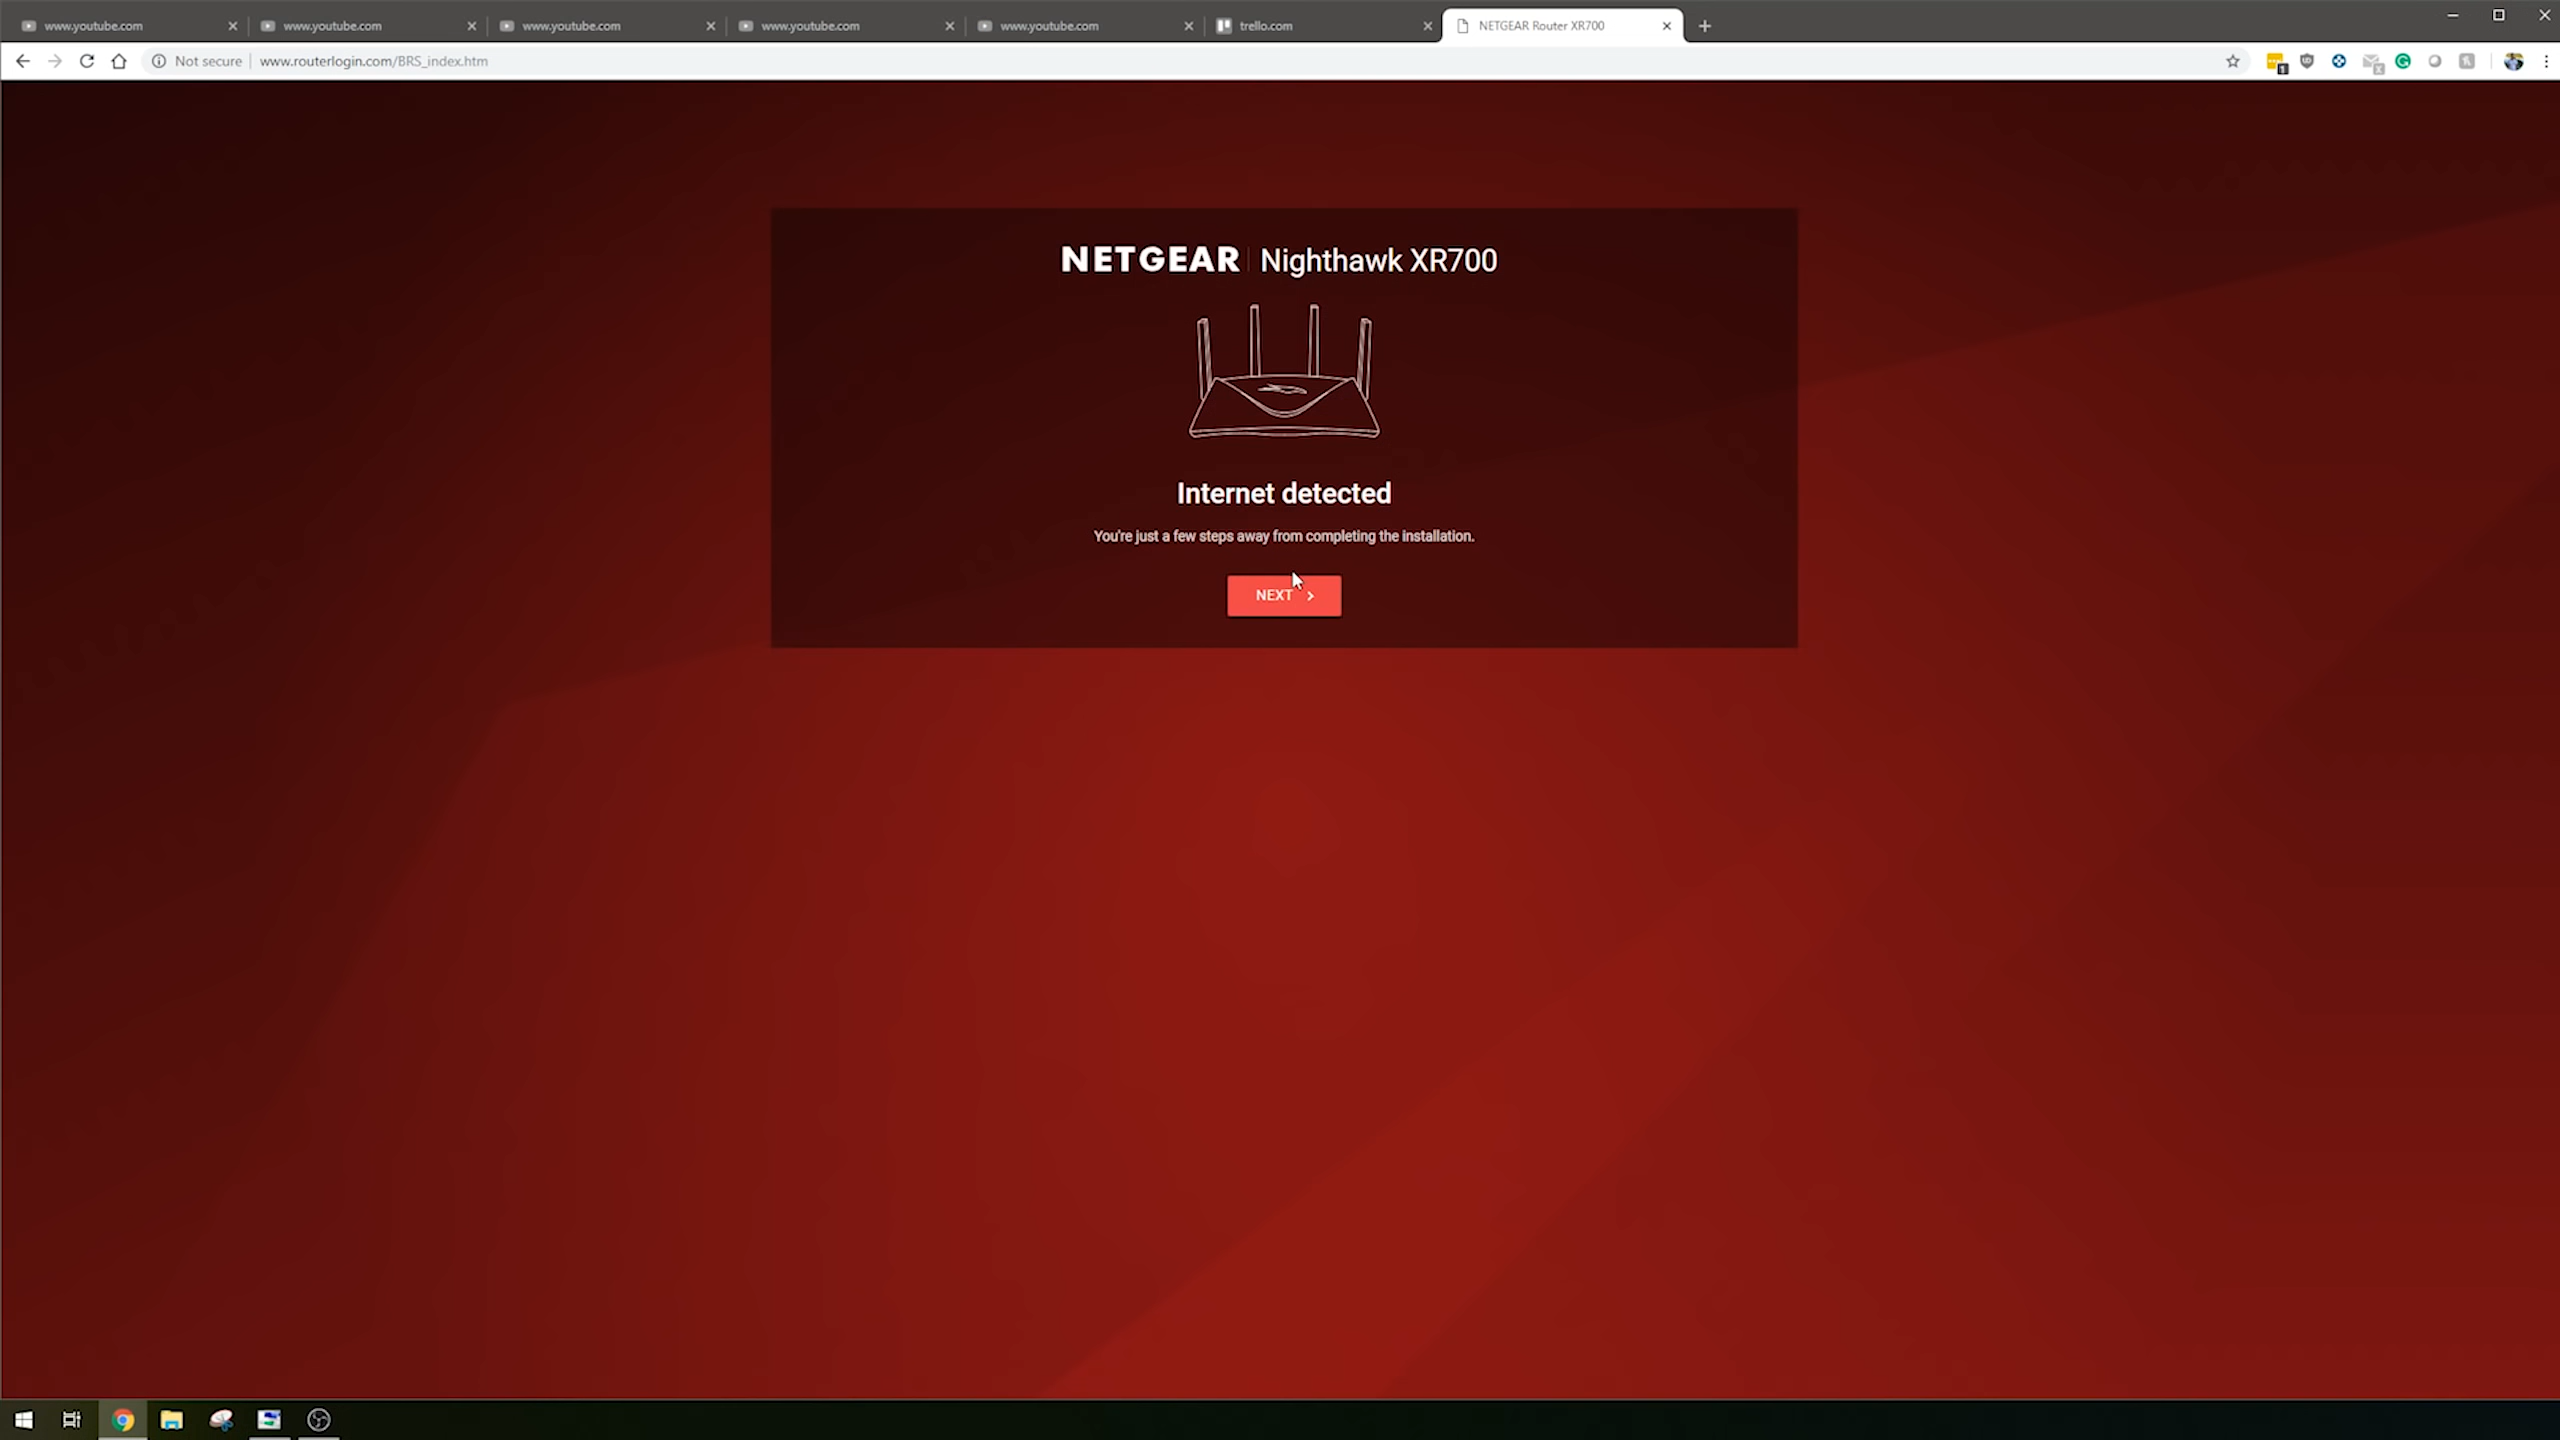 www.youtube.com
www.youtube.com
www.youtube.com
www.youtube.com
www.youtube.com
trello.com
NETGEAR Router XR700
Not secure
www.routerlogin.com/BRS_index.htm
NETGEAR
Nighthawk XR700
Internet detected
You're just a few steps away from completing the installation.
NEXT